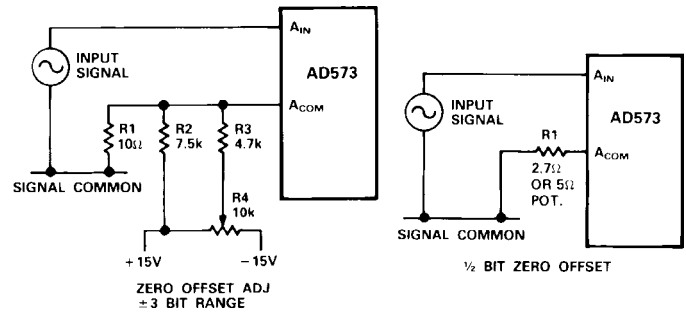 A_IN
INPUT
SIGNAL
AD573
A_COM
R1
10Ω
R2
7.5k
R3
4.7k
SIGNAL COMMON
R4
10k
+15V
−15V
ZERO OFFSET ADJ
±3 BIT RANGE
A_IN
INPUT
SIGNAL
AD573
R1
A_COM
2.7Ω
OR 5Ω
POT.
SIGNAL COMMON
½ BIT ZERO OFFSET